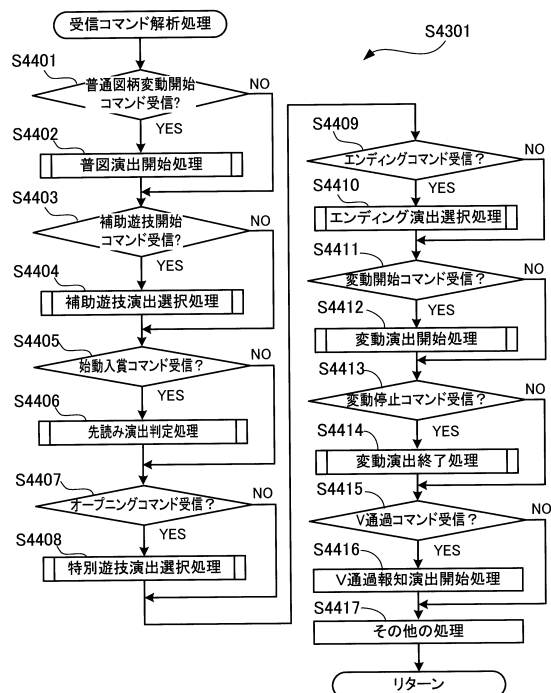 受信コマンド解析処理
S4301
S4401
普通図柄変動開始
コマンド受信?
NO
YES
S4402
普図演出開始処理
S4403
補助遊技開始
コマンド受信?
NO
YES
S4404
補助遊技演出選択処理
S4405
始動入賞コマンド受信?
NO
YES
S4406
先読み演出判定処理
S4407
オープニングコマンド受信?
NO
YES
S4408
特別遊技演出選択処理
S4409
エンディングコマンド受信?
NO
YES
S4410
エンディング演出選択処理
S4411
変動開始コマンド受信?
NO
YES
S4412
変動演出開始処理
S4413
変動停止コマンド受信?
NO
YES
S4414
変動演出終了処理
S4415
V通過コマンド受信?
NO
YES
S4416
V通過報知演出開始処理
S4417
その他の処理
リターン